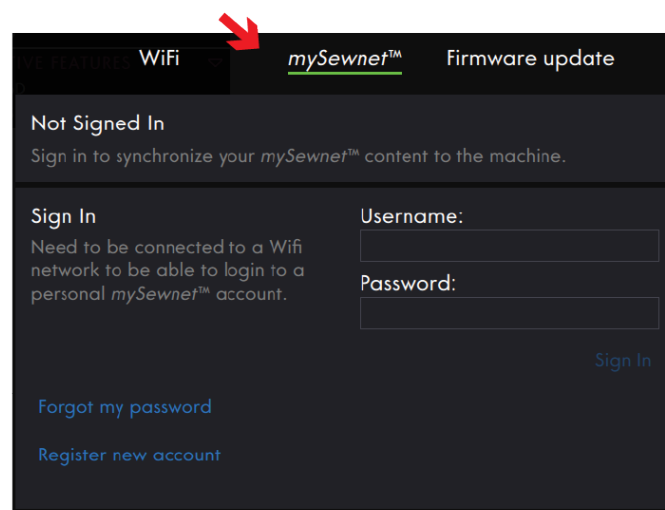 WiFi mySewnet™ Firmware update
IVE FEATURES
D
Not Signed In
Sign in to synchronize your mySewnet™ content to the machine.
Sign In
Need to be connected to a Wifi
network to be able to login to a
personal mySewnet™ account.
Username:
Password:
Sign In
Forgot my password
Register new account